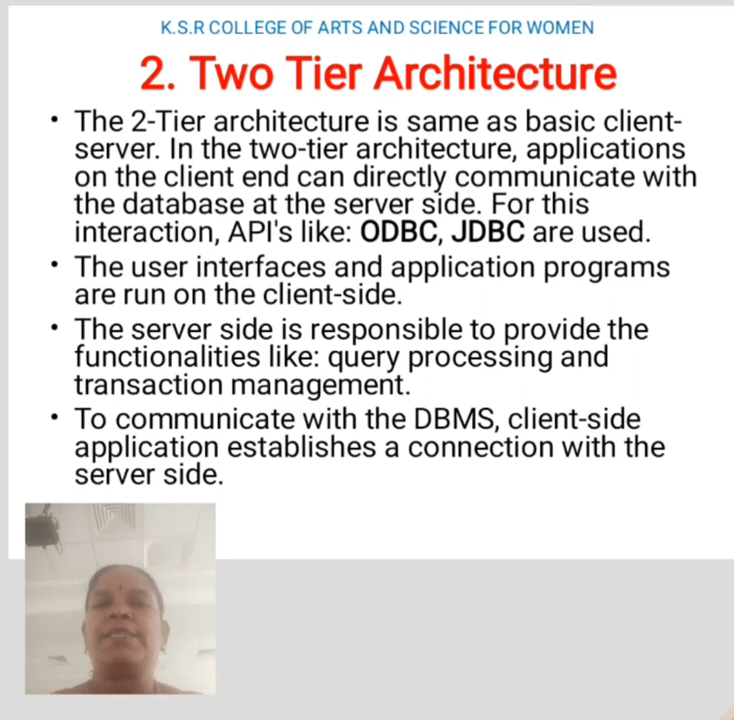 K.S.R COLLEGE OF ARTS AND SCIENCE FOR WOMEN
2. Two Tier Architecture
• The 2-Tier architecture is same as basic client-
server. In the two-tier architecture, applications
on the client end can directly communicate with
the database at the server side. For this
interaction, API's like: ODBC, JDBC are used.
• The user interfaces and application programs
are run on the client-side.
• The server side is responsible to provide the
functionalities like: query processing and
transaction management.
• To communicate with the DBMS, client-side
application establishes a connection with the
server side.